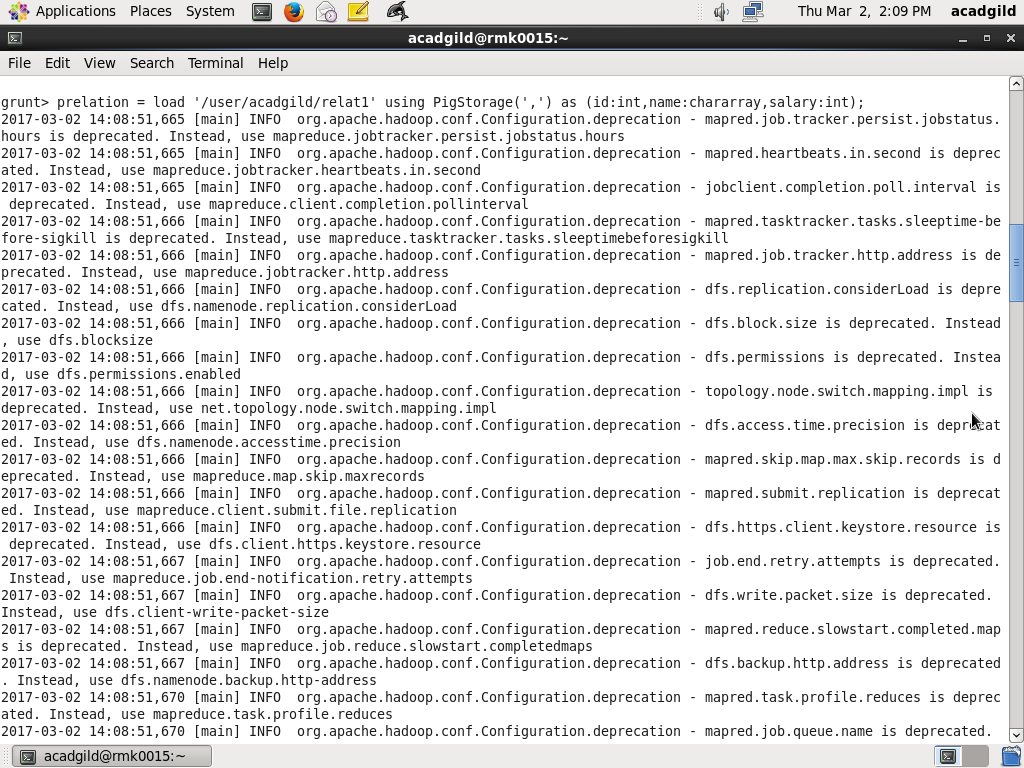 Applications Places System
Thu Mar 2, 2:09 PM acadgild
acadgild@rmk0015:~
File Edit View Search Terminal Help
grunt> prelation = load '/user/acadgild/relat1' using PigStorage(',') as (id:int,name:chararray,salary:int);
2017-03-02 14:08:51,665 [main] INFO  org.apache.hadoop.conf.Configuration.deprecation - mapred.job.tracker.persist.jobstatus.
hours is deprecated. Instead, use mapreduce.jobtracker.persist.jobstatus.hours
2017-03-02 14:08:51,665 [main] INFO  org.apache.hadoop.conf.Configuration.deprecation - mapred.heartbeats.in.second is deprec
ated. Instead, use mapreduce.jobtracker.heartbeats.in.second
2017-03-02 14:08:51,665 [main] INFO  org.apache.hadoop.conf.Configuration.deprecation - jobclient.completion.poll.interval is
 deprecated. Instead, use mapreduce.client.completion.pollinterval
2017-03-02 14:08:51,666 [main] INFO  org.apache.hadoop.conf.Configuration.deprecation - mapred.tasktracker.tasks.sleeptime-be
fore-sigkill is deprecated. Instead, use mapreduce.tasktracker.tasks.sleeptimebeforesigkill
2017-03-02 14:08:51,666 [main] INFO  org.apache.hadoop.conf.Configuration.deprecation - mapred.job.tracker.http.address is de
precated. Instead, use mapreduce.jobtracker.http.address
2017-03-02 14:08:51,666 [main] INFO  org.apache.hadoop.conf.Configuration.deprecation - dfs.replication.considerLoad is depre
cated. Instead, use dfs.namenode.replication.considerLoad
2017-03-02 14:08:51,666 [main] INFO  org.apache.hadoop.conf.Configuration.deprecation - dfs.block.size is deprecated. Instead
, use dfs.blocksize
2017-03-02 14:08:51,666 [main] INFO  org.apache.hadoop.conf.Configuration.deprecation - dfs.permissions is deprecated. Instea
d, use dfs.permissions.enabled
2017-03-02 14:08:51,666 [main] INFO  org.apache.hadoop.conf.Configuration.deprecation - topology.node.switch.mapping.impl is
deprecated. Instead, use net.topology.node.switch.mapping.impl
2017-03-02 14:08:51,666 [main] INFO  org.apache.hadoop.conf.Configuration.deprecation - dfs.access.time.precision is deprecat
ed. Instead, use dfs.namenode.accesstime.precision
2017-03-02 14:08:51,666 [main] INFO  org.apache.hadoop.conf.Configuration.deprecation - mapred.skip.map.max.skip.records is d
eprecated. Instead, use mapreduce.map.skip.maxrecords
2017-03-02 14:08:51,666 [main] INFO  org.apache.hadoop.conf.Configuration.deprecation - mapred.submit.replication is deprecat
ed. Instead, use mapreduce.client.submit.file.replication
2017-03-02 14:08:51,666 [main] INFO  org.apache.hadoop.conf.Configuration.deprecation - dfs.https.client.keystore.resource is
 deprecated. Instead, use dfs.client.https.keystore.resource
2017-03-02 14:08:51,667 [main] INFO  org.apache.hadoop.conf.Configuration.deprecation - job.end.retry.attempts is deprecated.
 Instead, use mapreduce.job.end-notification.retry.attempts
2017-03-02 14:08:51,667 [main] INFO  org.apache.hadoop.conf.Configuration.deprecation - dfs.write.packet.size is deprecated.
Instead, use dfs.client-write-packet-size
2017-03-02 14:08:51,667 [main] INFO  org.apache.hadoop.conf.Configuration.deprecation - mapred.reduce.slowstart.completed.map
s is deprecated. Instead, use mapreduce.job.reduce.slowstart.completedmaps
2017-03-02 14:08:51,667 [main] INFO  org.apache.hadoop.conf.Configuration.deprecation - dfs.backup.http.address is deprecated
. Instead, use dfs.namenode.backup.http-address
2017-03-02 14:08:51,670 [main] INFO  org.apache.hadoop.conf.Configuration.deprecation - mapred.task.profile.reduces is deprec
ated. Instead, use mapreduce.task.profile.reduces
2017-03-02 14:08:51,670 [main] INFO  org.apache.hadoop.conf.Configuration.deprecation - mapred.job.queue.name is deprecated.
acadgild@rmk0015:~